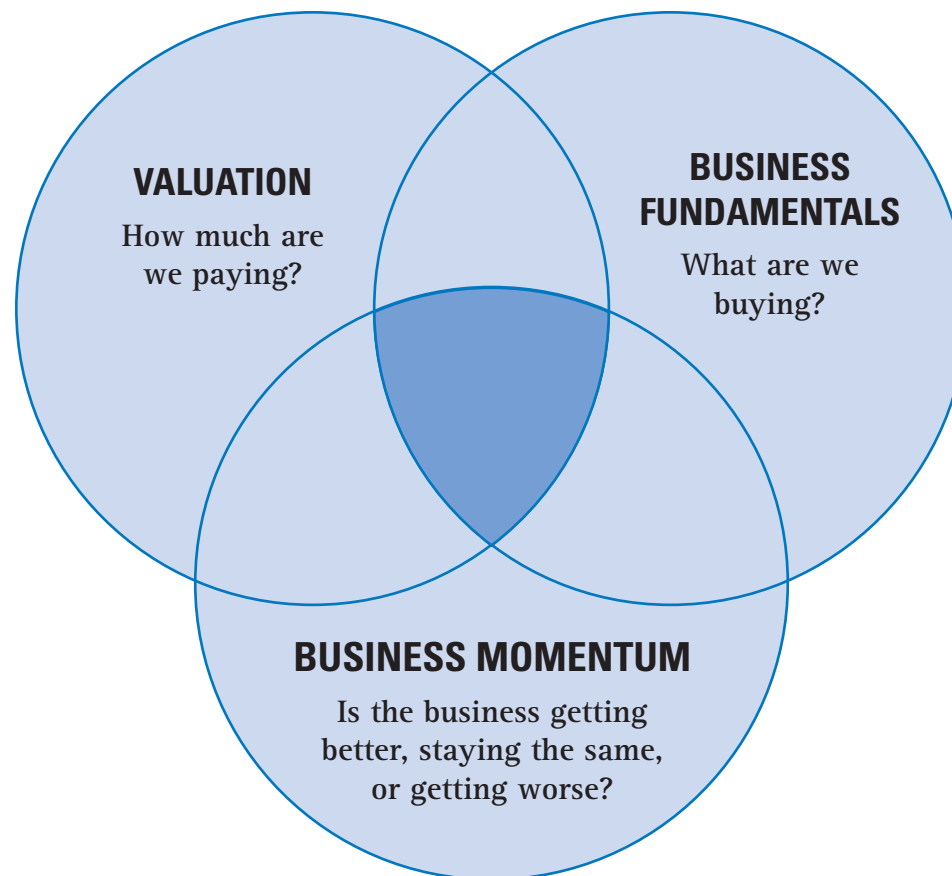 VALUATION
How much are
we paying?
BUSINESS
FUNDAMENTALS
What are we
buying?
BUSINESS MOMENTUM
Is the business getting
better, staying the same,
or getting worse?